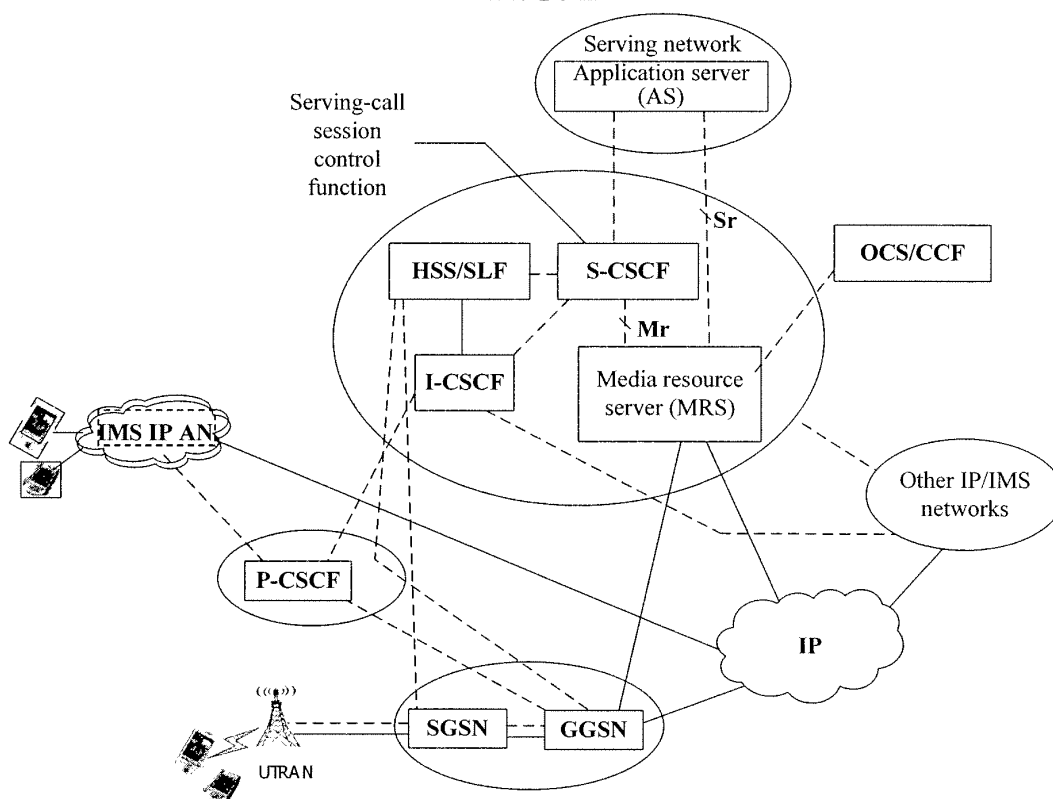 Serving network
Application server
(AS)
Serving-call
session
control
function
Sr
HSS/SLF
S-CSCF
OCS/CCF
Mr
I-CSCF
Media resource
server (MRS)
IMS IP AN
Other IP/IMS
networks
P-CSCF
IP
SGSN
GGSN
UTRAN